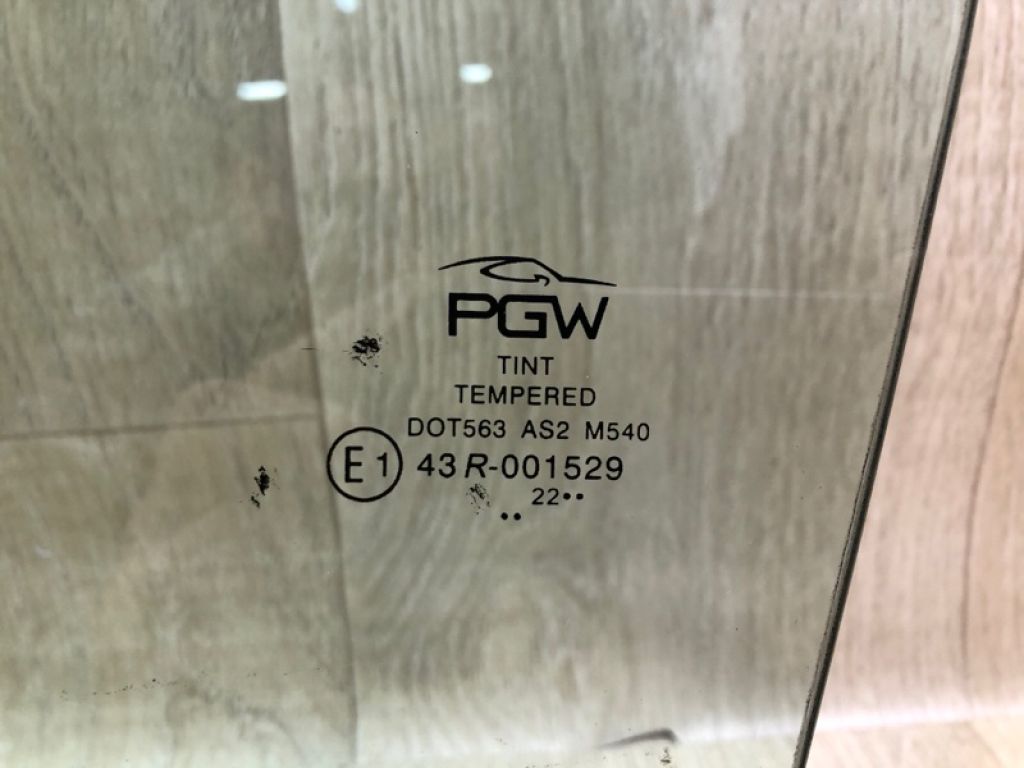 PGW
TINT
TEMPERED
DOT563 AS2 M540
E1 43R-001529
22••
••